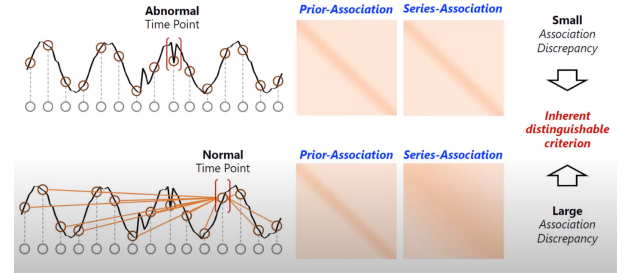 Abnormal
Time Point
Prior-Association
Series-Association
Small
Association
Discrepancy
Inherent
distinguishable
criterion
Normal
Time Point
Prior-Association
Series-Association
Large
Association
Discrepancy